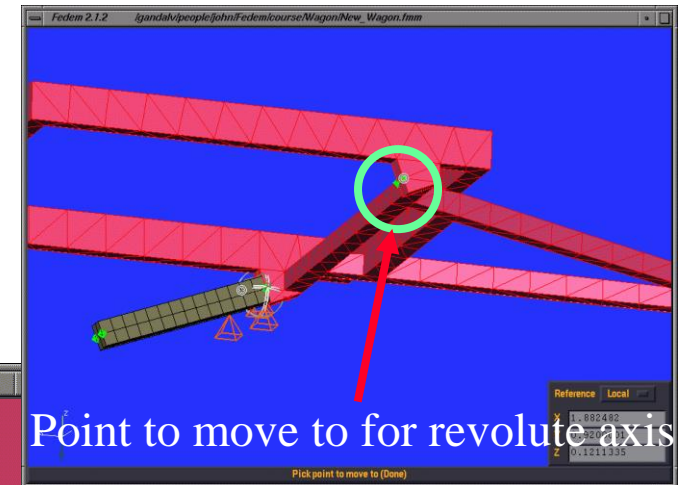 Fedem 2.1.2 /gandalv/people/john/Fedem/course/Wagon/New_Wagon.fmm
Reference Local
z
X 1.882482
Point to move to for revolute axis
Z 0.1211335
Pick point to move to (Done)